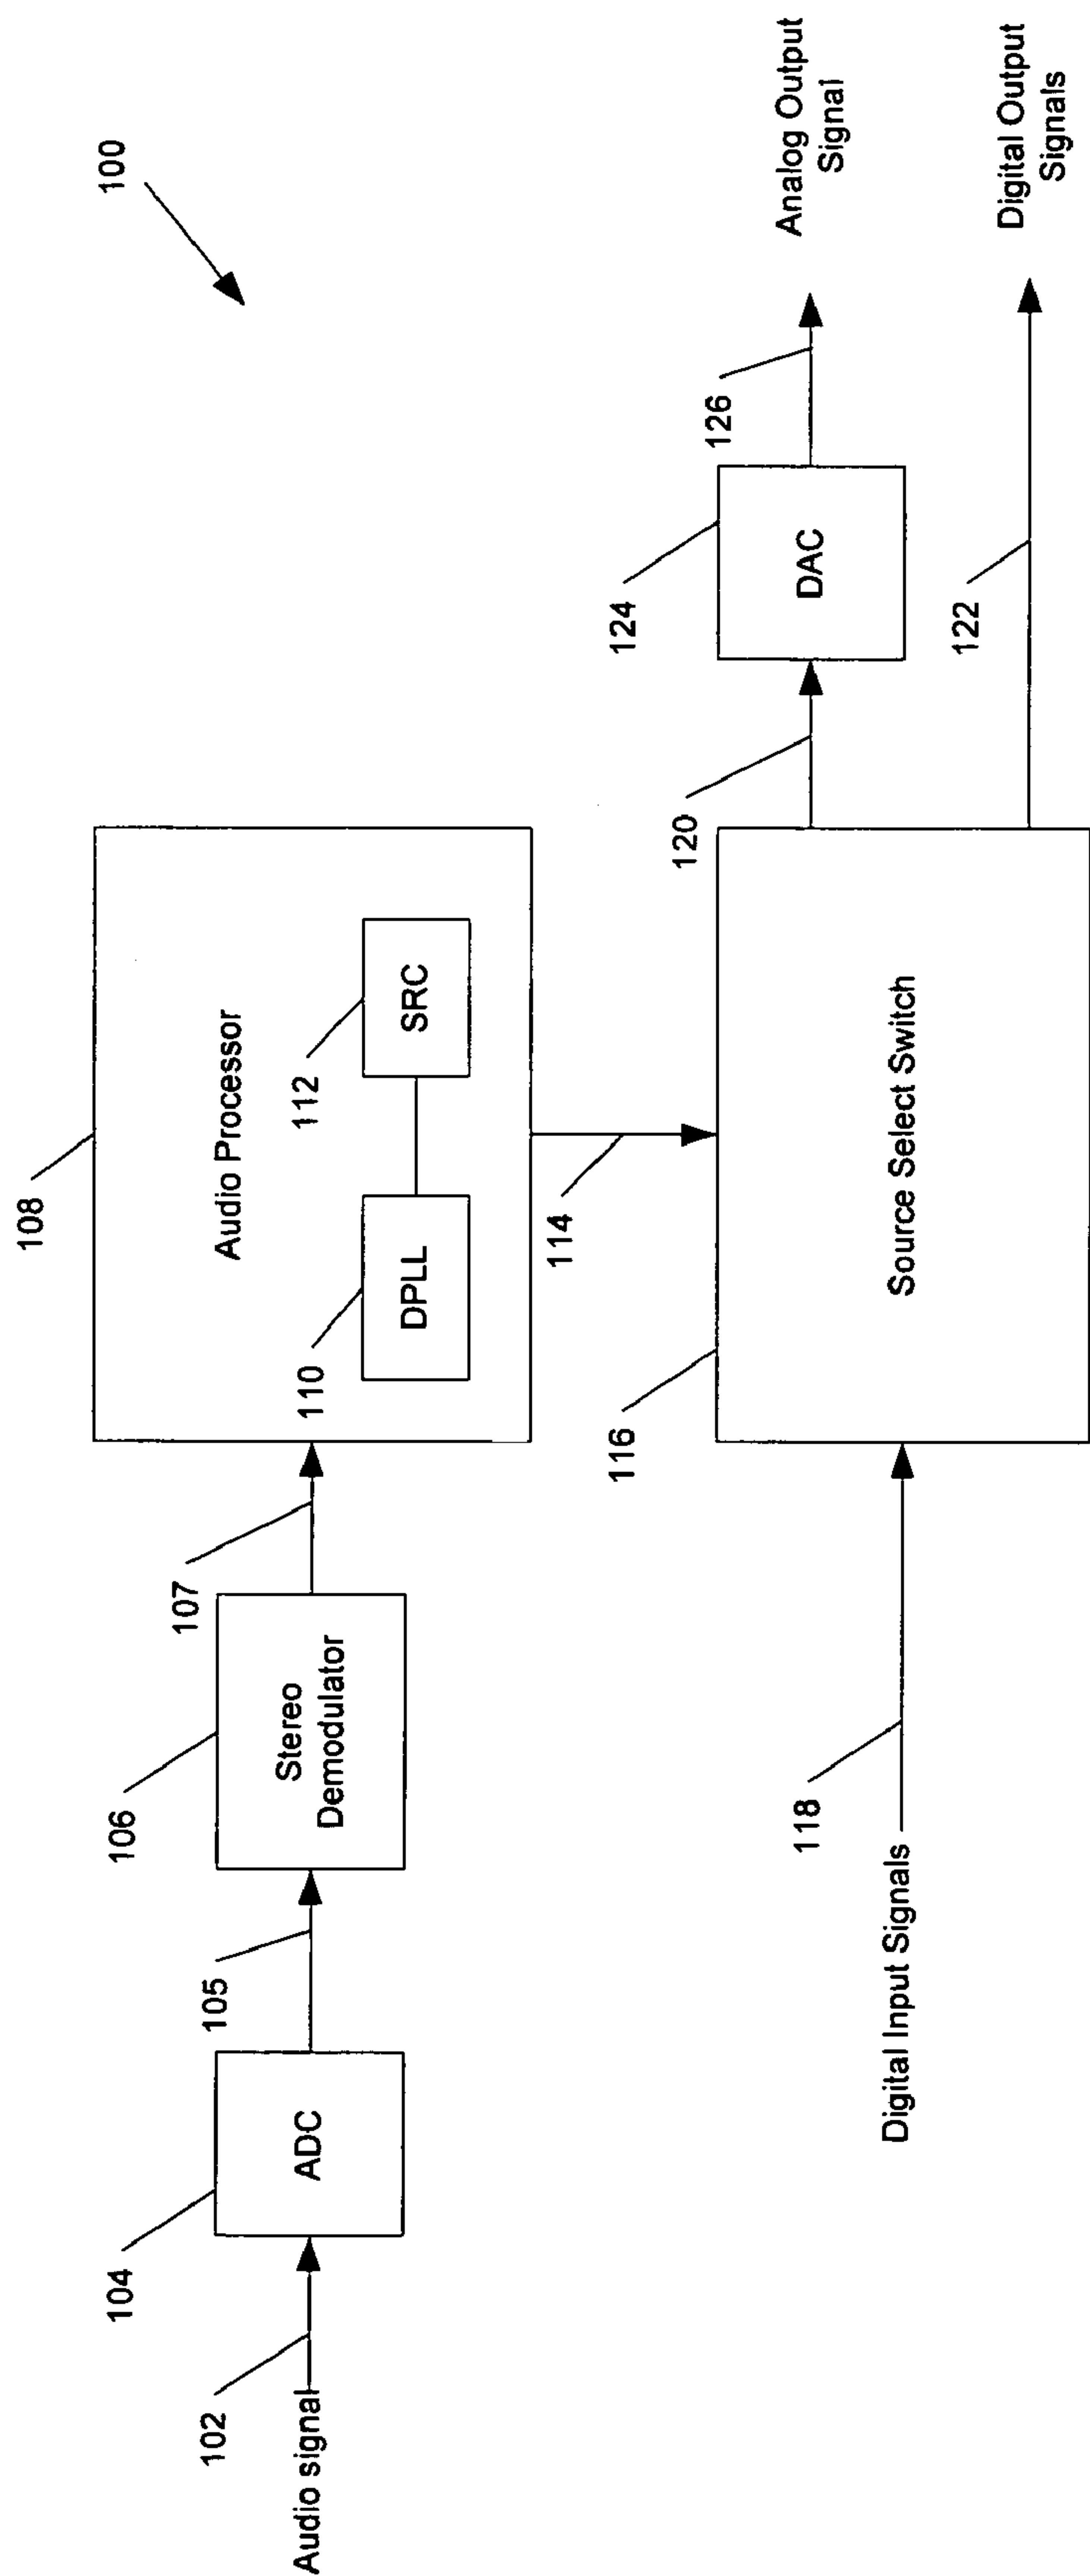 100
108
Audio Processor
110
DPLL
112
SRC
102
Audio signal
104
ADC
105
106
Stereo
Demodulator
107
114
116
Source Select Switch
118
Digital Input Signals
120
124
DAC
126
Analog Output
Signal
122
Digital Output
Signals